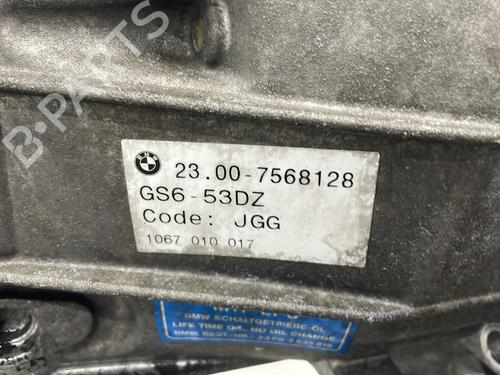 B-PARTS
BMW
23.00-7568128
GS6-53DZ
Code: JGG
1067 010 017
BMW SCHALTGETRIEBE-ÖL
LIFE TIME OIL. NO OIL CHANGE